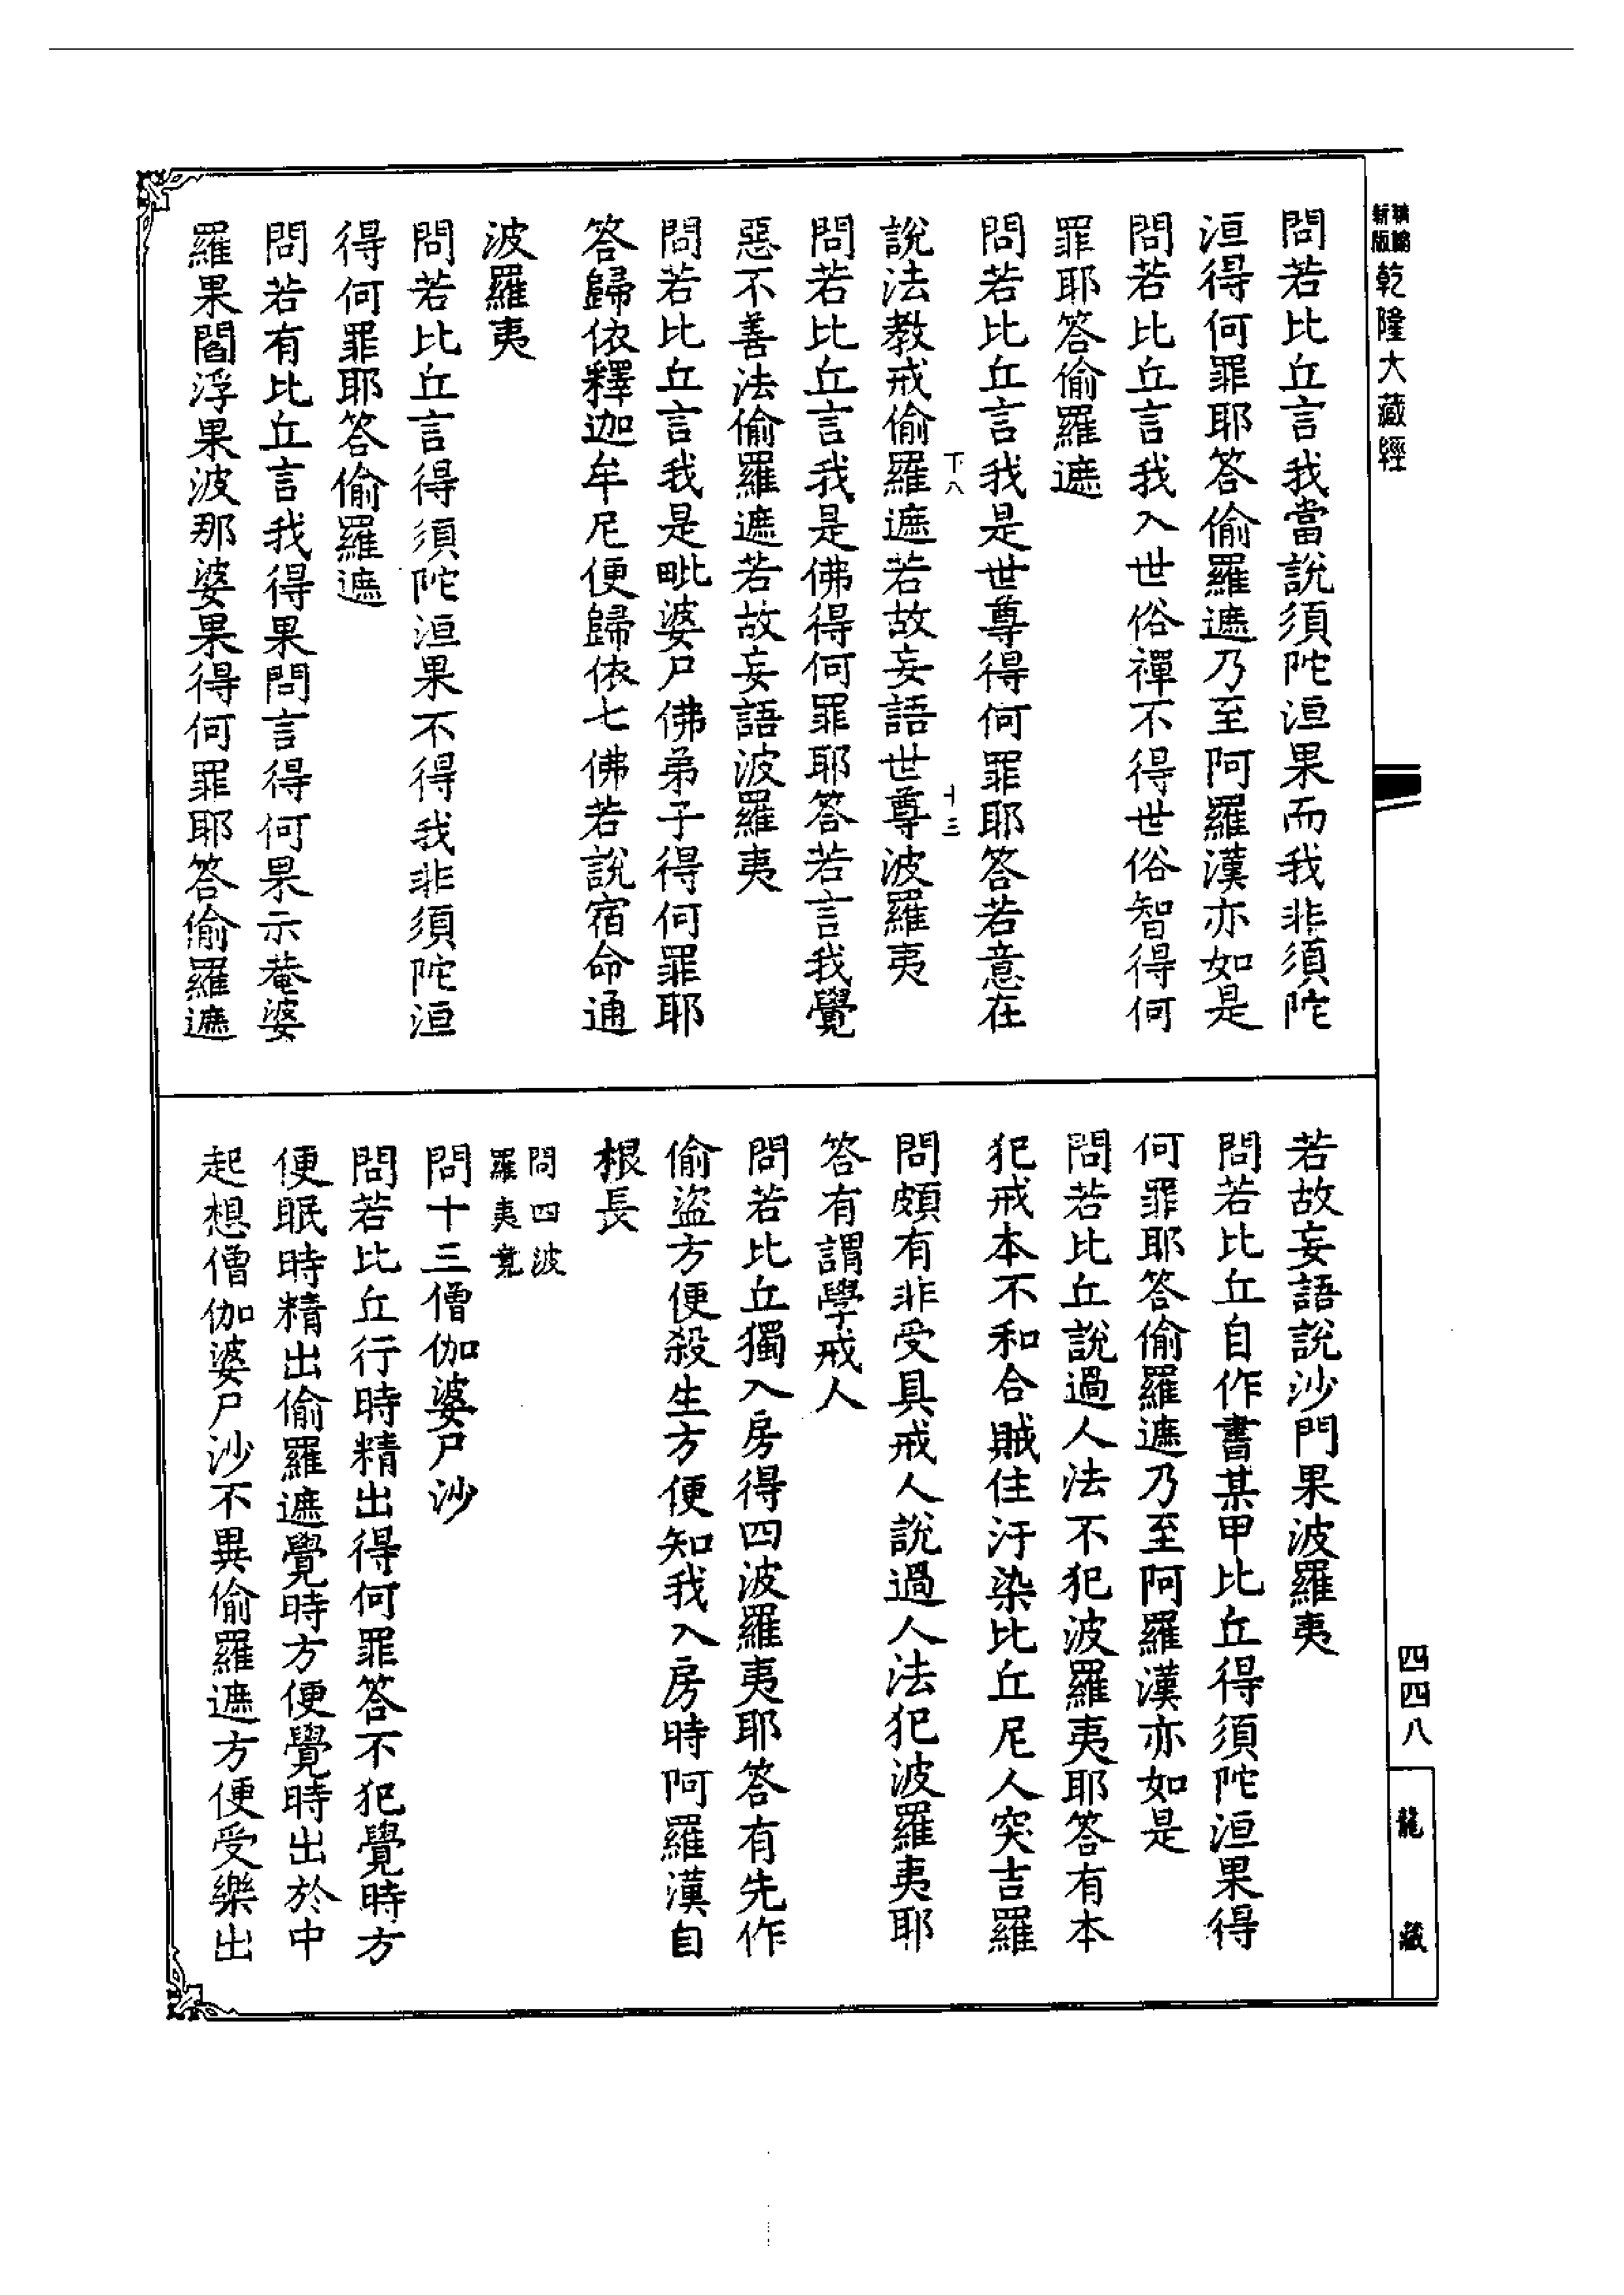 精繪
新版
乾隆大藏經
問若比丘言我當說須陀洹果而我非須陀
洹得何罪耶答偷羅遮乃至阿羅漢亦如是
問若比丘言我入世俗禪不得世俗智得何
罪耶答偷羅遮
問若比丘言我是世尊得何罪耶答若意在
下八
十三
說法教戒偷羅遮若故妄語世尊波羅夷
問若比丘言我是佛得何罪耶答若言我覺
惡不善法偷羅遮若故妄語波羅夷
問若比丘言我是毗婆尸佛弟子得何罪耶
答歸依釋迦牟尼便歸依七佛若說宿命通
波羅夷
問若比丘言得須陀洹果不得我非須陀洹
得何罪耶答偷羅遮
問若有比丘言我得果問言得何果示菴婆
羅果閻浮果波那婆果得何罪耶答偷羅遮
若故妄語說沙門果波羅夷
問若比丘自作書某甲比丘得須陀洹果得
何罪耶答偷羅遮乃至阿羅漢亦如是
問若比丘說過人法不犯波羅夷耶答有本
犯戒本不和合賊住汙染比丘尼人突吉羅
問頗有非受具戒人說過人法犯波羅夷耶
答有謂學戒人
問若比丘獨入房得四波羅夷耶答有先作
偷盜方便殺生方便知我入房時阿羅漢自
根長
問四波
羅夷竟
問十三僧伽婆尸沙
問若比丘行時精出得何罪答不犯覺時方
便眠時精出偷羅遮覺時方便覺時出於中
起想僧伽婆尸沙不異偷羅遮方便受樂出
四四八
龍藏